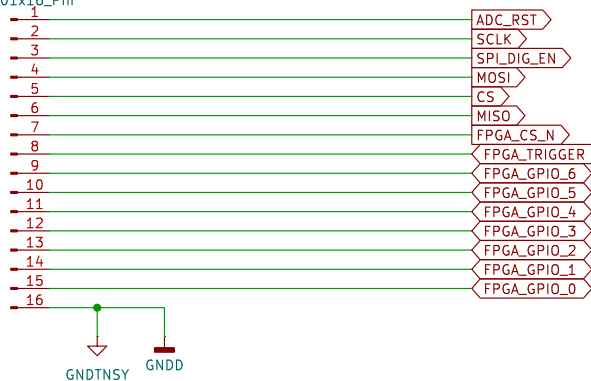 01x16_Pin
1 ADC_RST
2 SCLK
3 SPI_DIG_EN
4 MOSI
5 CS
6 MISO
7 FPGA_CS_N
8 FPGA_TRIGGER
9 FPGA_GPIO_6
10 FPGA_GPIO_5
11 FPGA_GPIO_4
12 FPGA_GPIO_3
13 FPGA_GPIO_2
14 FPGA_GPIO_1
15 FPGA_GPIO_0
16
GNDTNSY GNDD